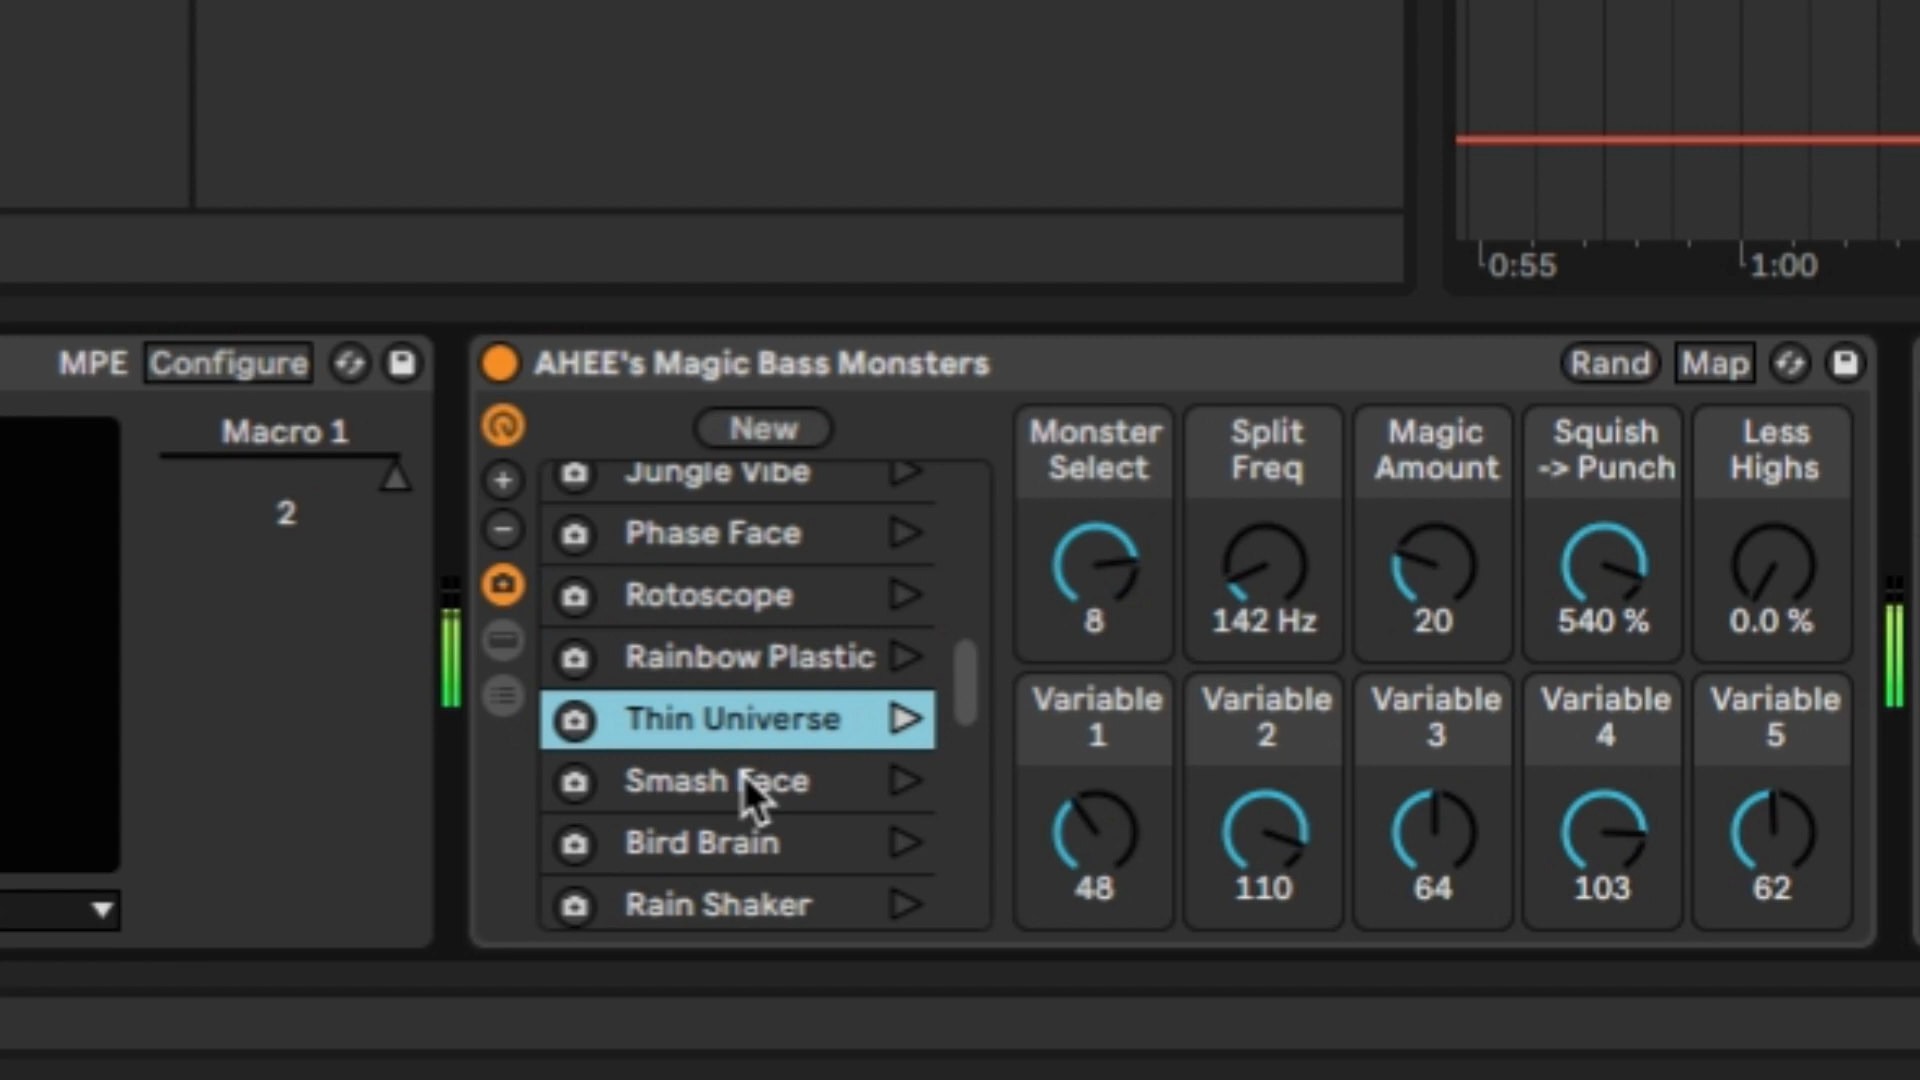 0:55
1:00
MPE
Configure
Macro 1
2
AHEE's Magic Bass Monsters
Rand
Map
New
Jungle Vibe
Phase Face
Rotoscope
Rainbow Plastic
Thin Universe
Smash Face
Bird Brain
Rain Shaker
Monster
Select
8
Split
Freq
142 Hz
Magic
Amount
20
Squish
-> Punch
540 %
Less
Highs
0.0 %
Variable
1
48
Variable
2
110
Variable
3
64
Variable
4
103
Variable
5
62